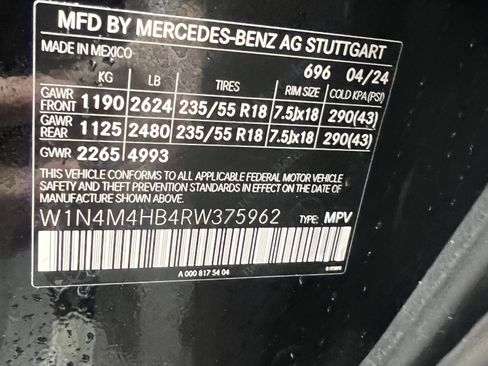 MFD BY MERCEDES-BENZ AG STUTTGART
MADE IN MEXICO 696 04/24
KG LB TIRES RIM SIZE COLD KPA(PSI)
GAWR FRONT 1190 2624 235/55 R18 7.5jx18 290(43)
GAWR REAR 1125 2480 235/55 R18 7.5jx18 290(43)
GVWR 2265 4993
THIS VEHICLE CONFORMS TO ALL APPLICABLE FEDERAL MOTOR VEHICLE
SAFETY AND THEFT PREVENTION STANDARDS IN EFFECT ON THE DATE OF
MANUFACTURE SHOWN ABOVE.
W1N4M4HB4RW375962 TYPE: MPV
A 000 817 54 04